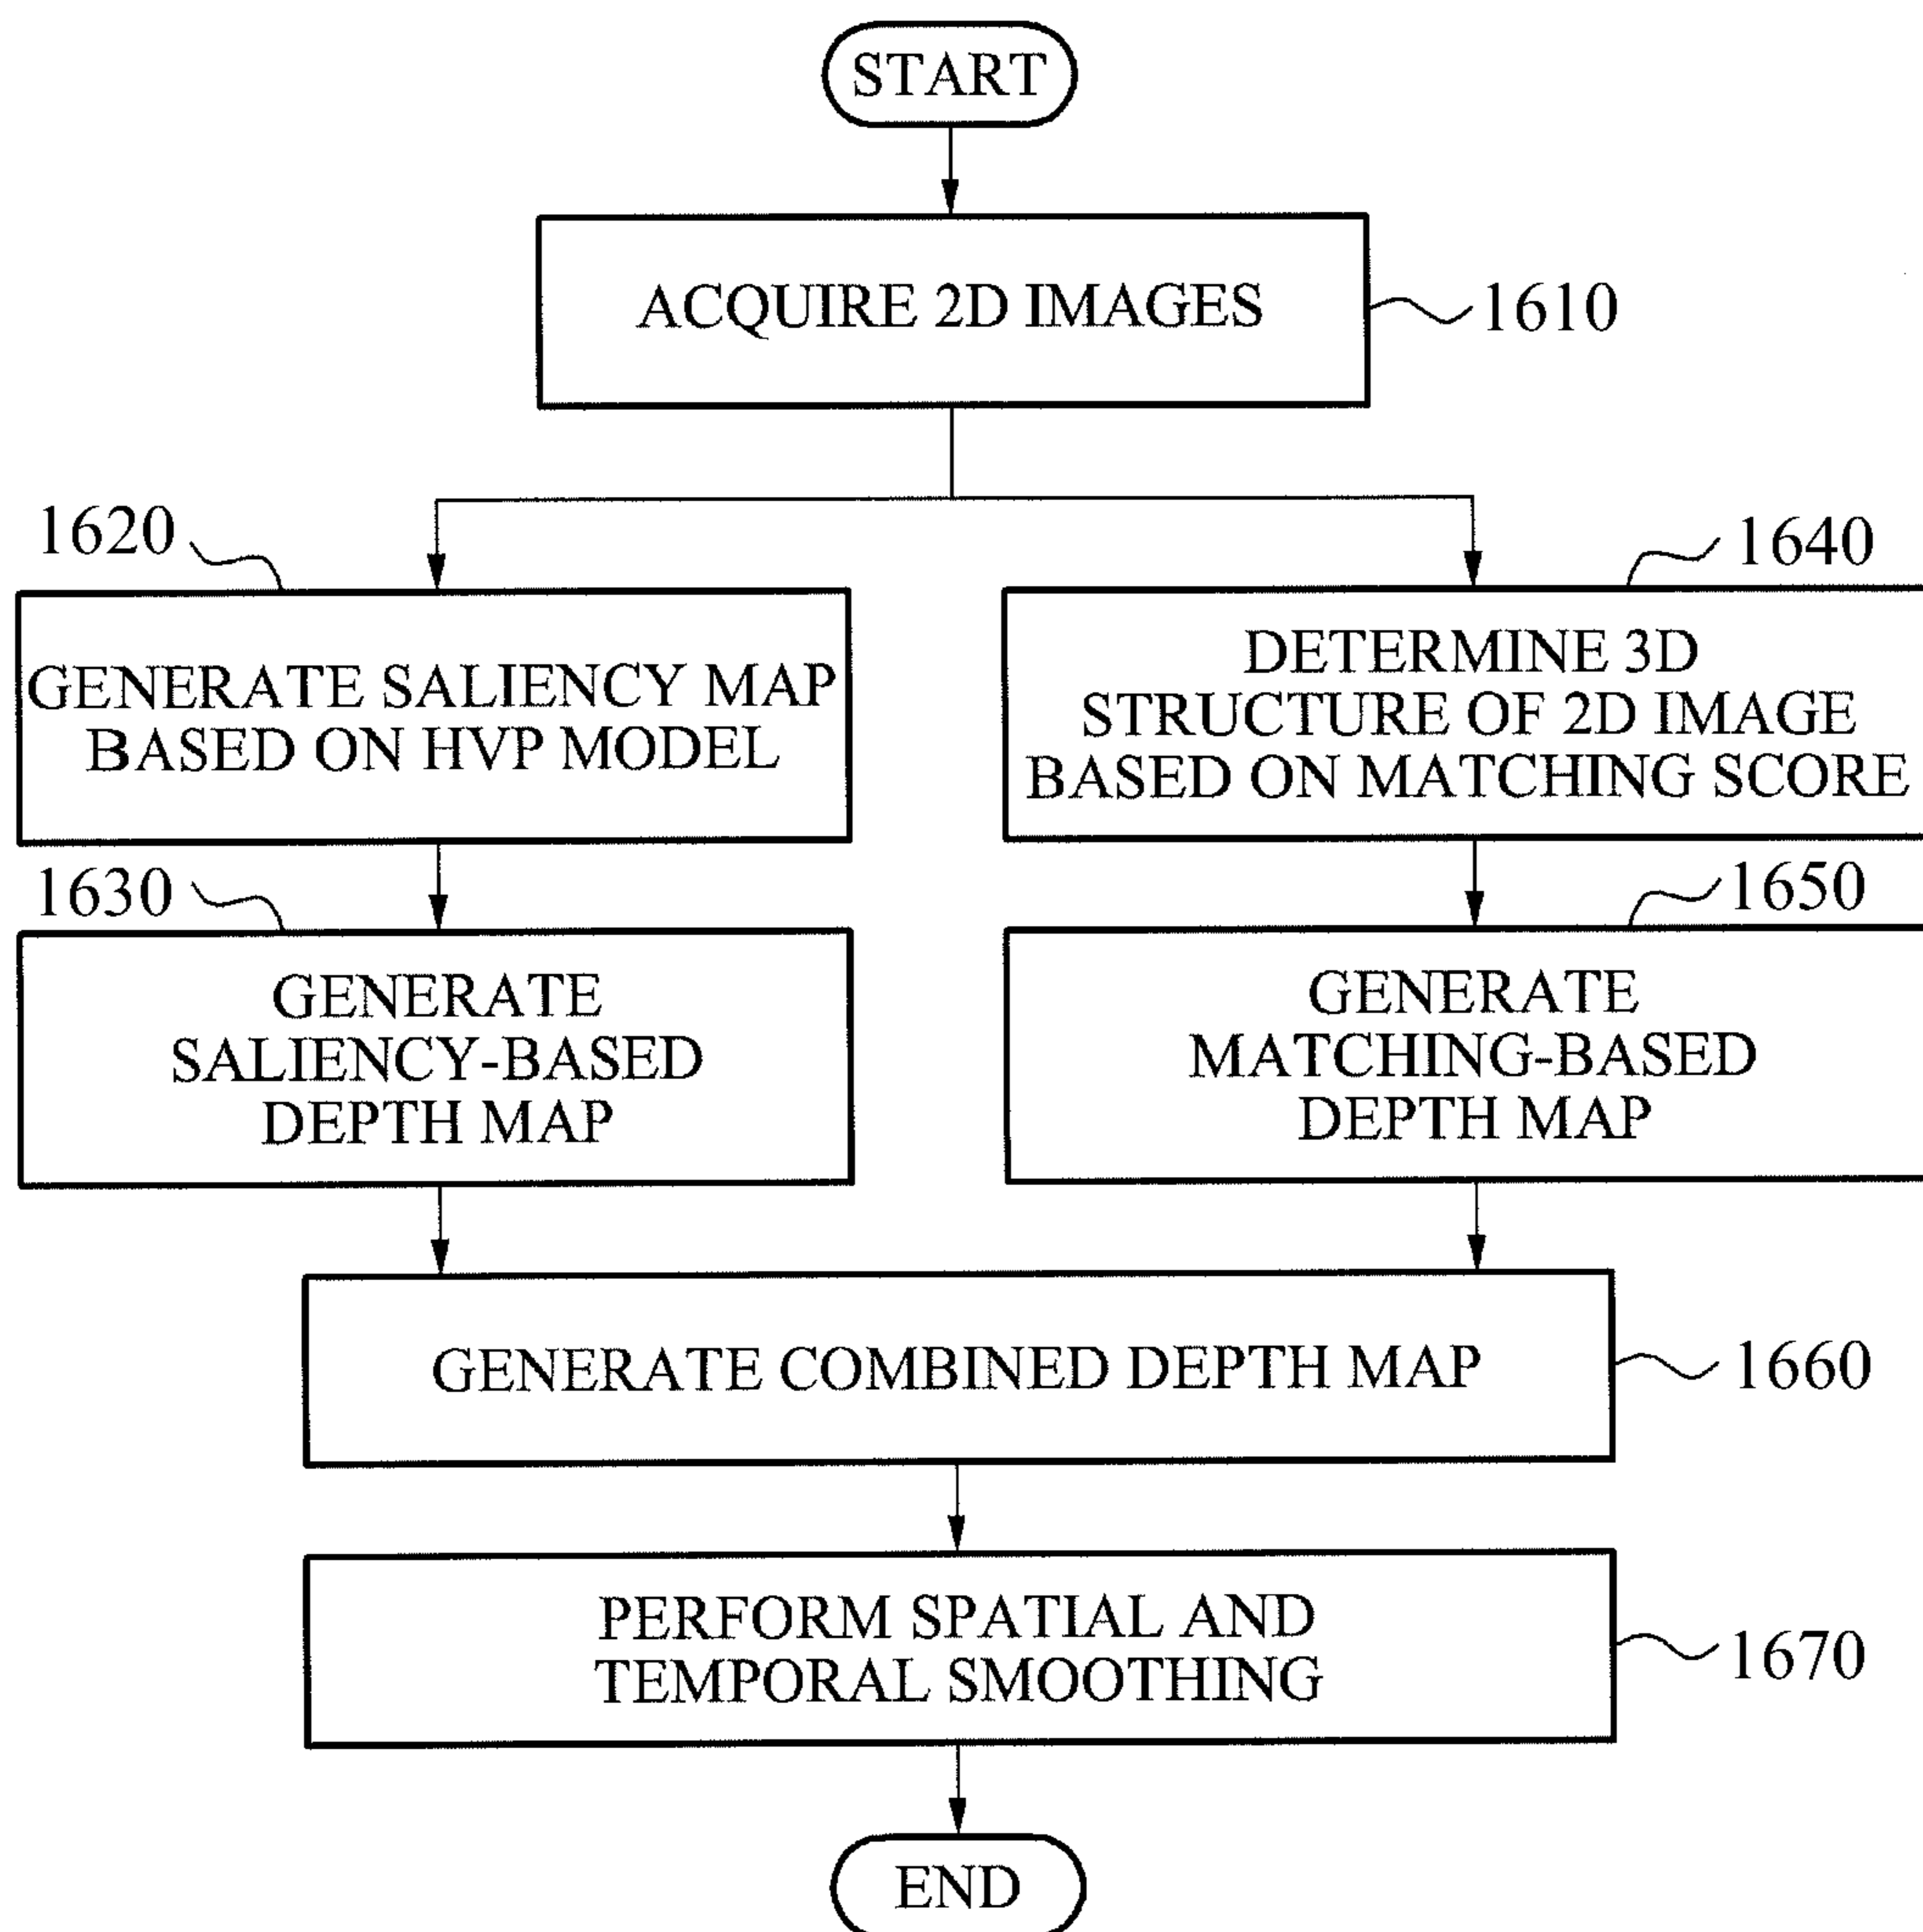 START
ACQUIRE 2D IMAGES
1610
1620
GENERATE SALIENCY MAP
BASED ON HVP MODEL
1640
DETERMINE 3D
STRUCTURE OF 2D IMAGE
BASED ON MATCHING SCORE
1630
GENERATE
SALIENCY-BASED
DEPTH MAP
1650
GENERATE
MATCHING-BASED
DEPTH MAP
GENERATE COMBINED DEPTH MAP
1660
PERFORM SPATIAL AND
TEMPORAL SMOOTHING
1670
END